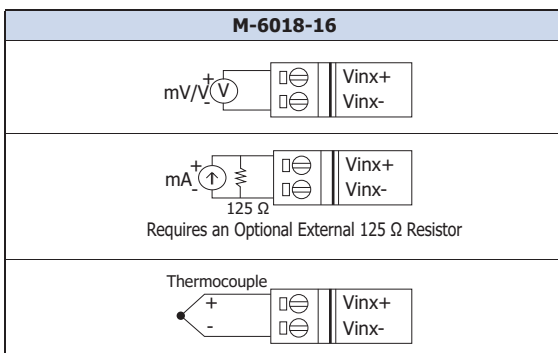 M-6018-16
mV/V + V - Vinx+
Vinx-
mA + - Vinx+
Vinx-
125 Ω
Requires an Optional External 125 Ω Resistor
Thermocouple
+ Vinx+
- Vinx-